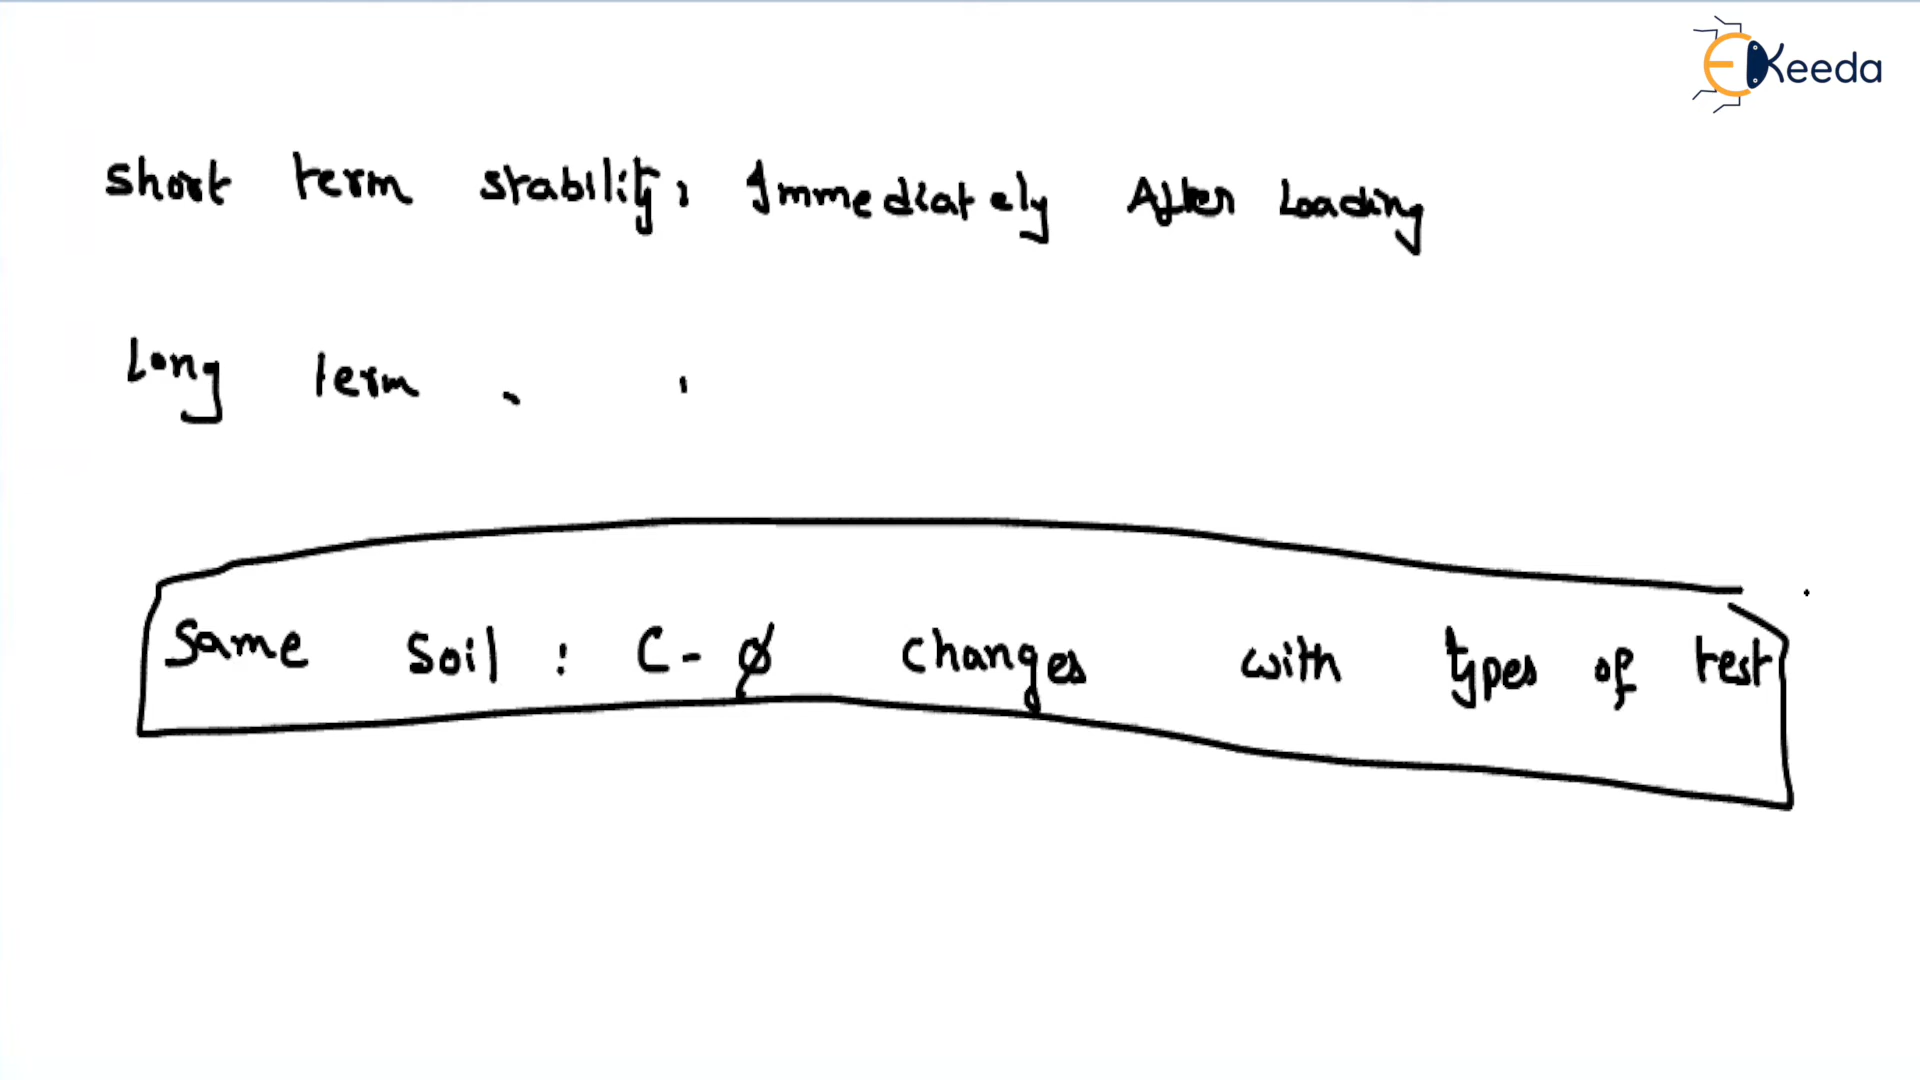 EKeeda
Short term stability : Immediately After Loading
Long term " "
Same Soil : C - ø changes with types of test